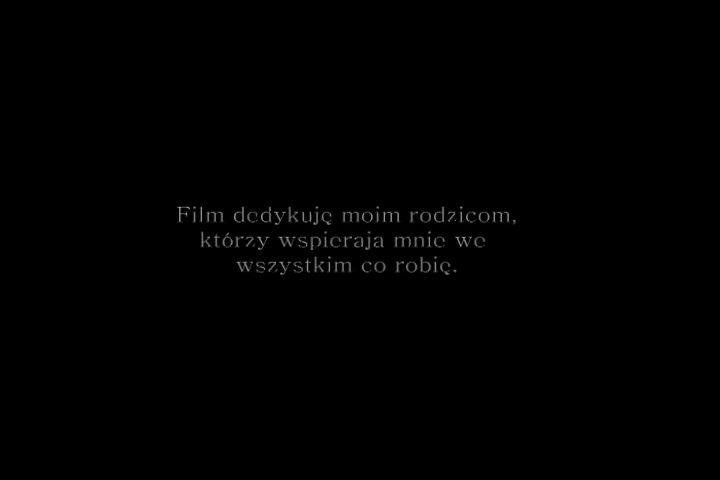 Film dedykuję moim rodzicom,
którzy wspieraja mnie we
wszystkim co robię.